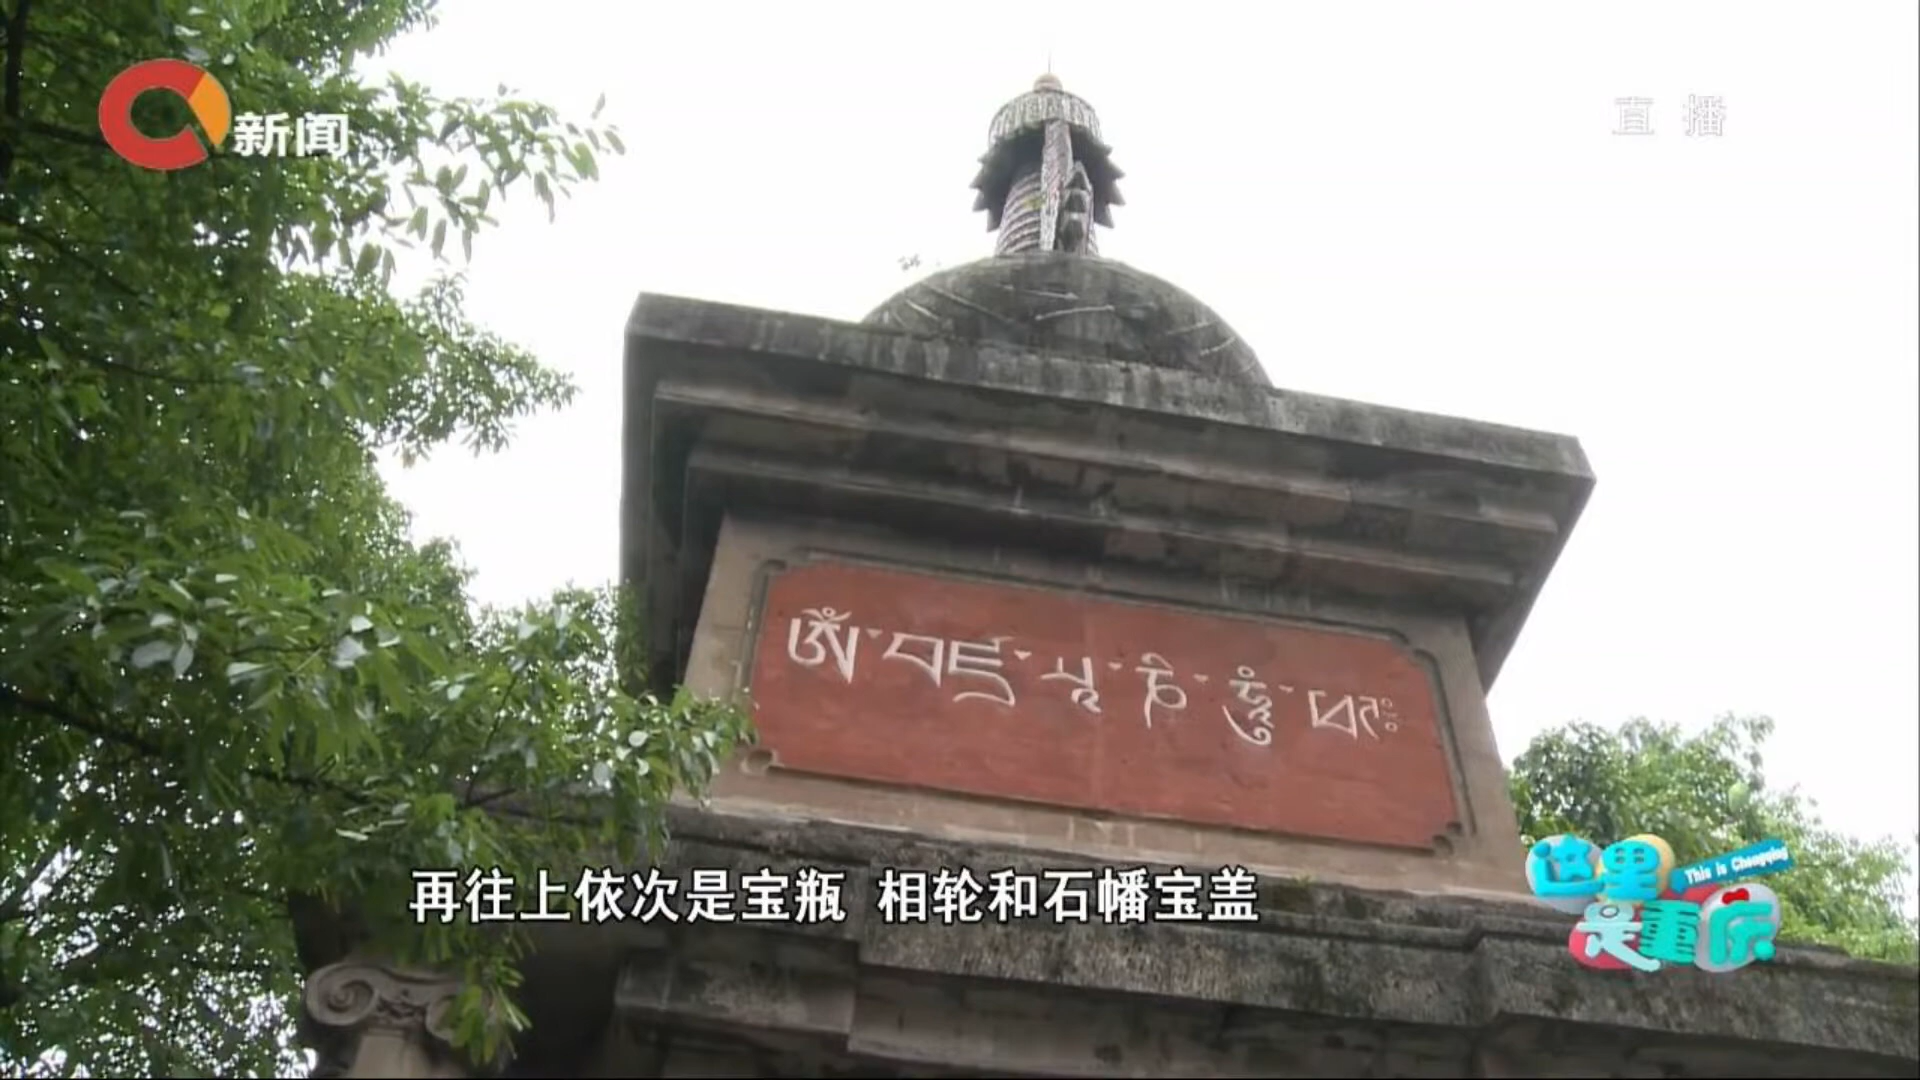 新闻
直播
ༀ་བཛྲ་པཱ་ཎི་ཧཱུྃ་ཕཊ༔
This is Chongqing
这里
是重庆
再往上依次是宝瓶 相轮和石幡宝盖